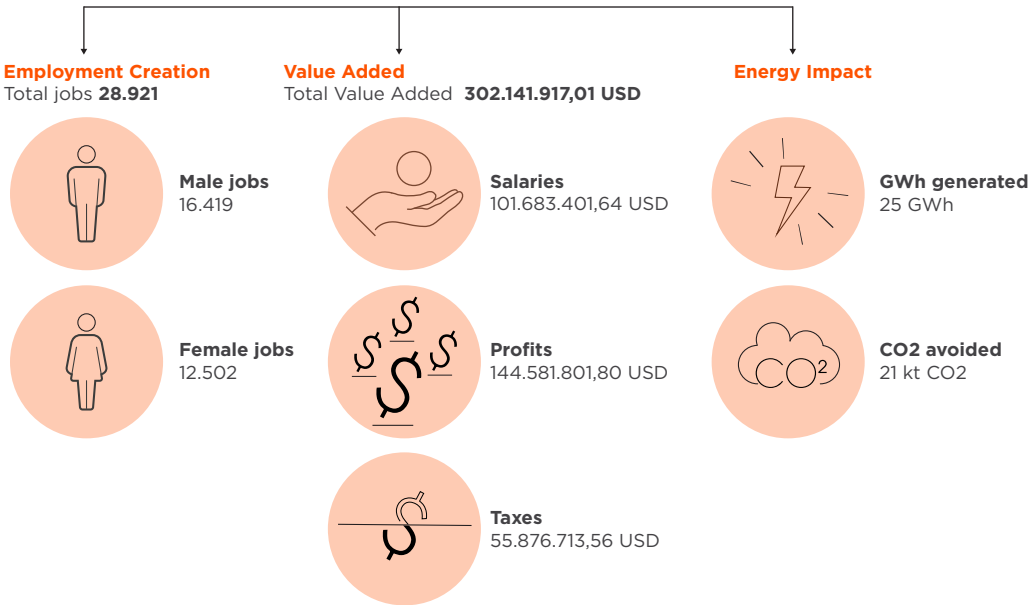 Employment Creation
Total jobs 28.921
Male jobs
16.419
Female jobs
12.502
Value Added
Total Value Added 302.141.917,01 USD
Salaries
101.683.401,64 USD
Profits
144.581.801,80 USD
Taxes
55.876.713,56 USD
Energy Impact
GWh generated
25 GWh
CO2
CO2 avoided
21 kt CO2